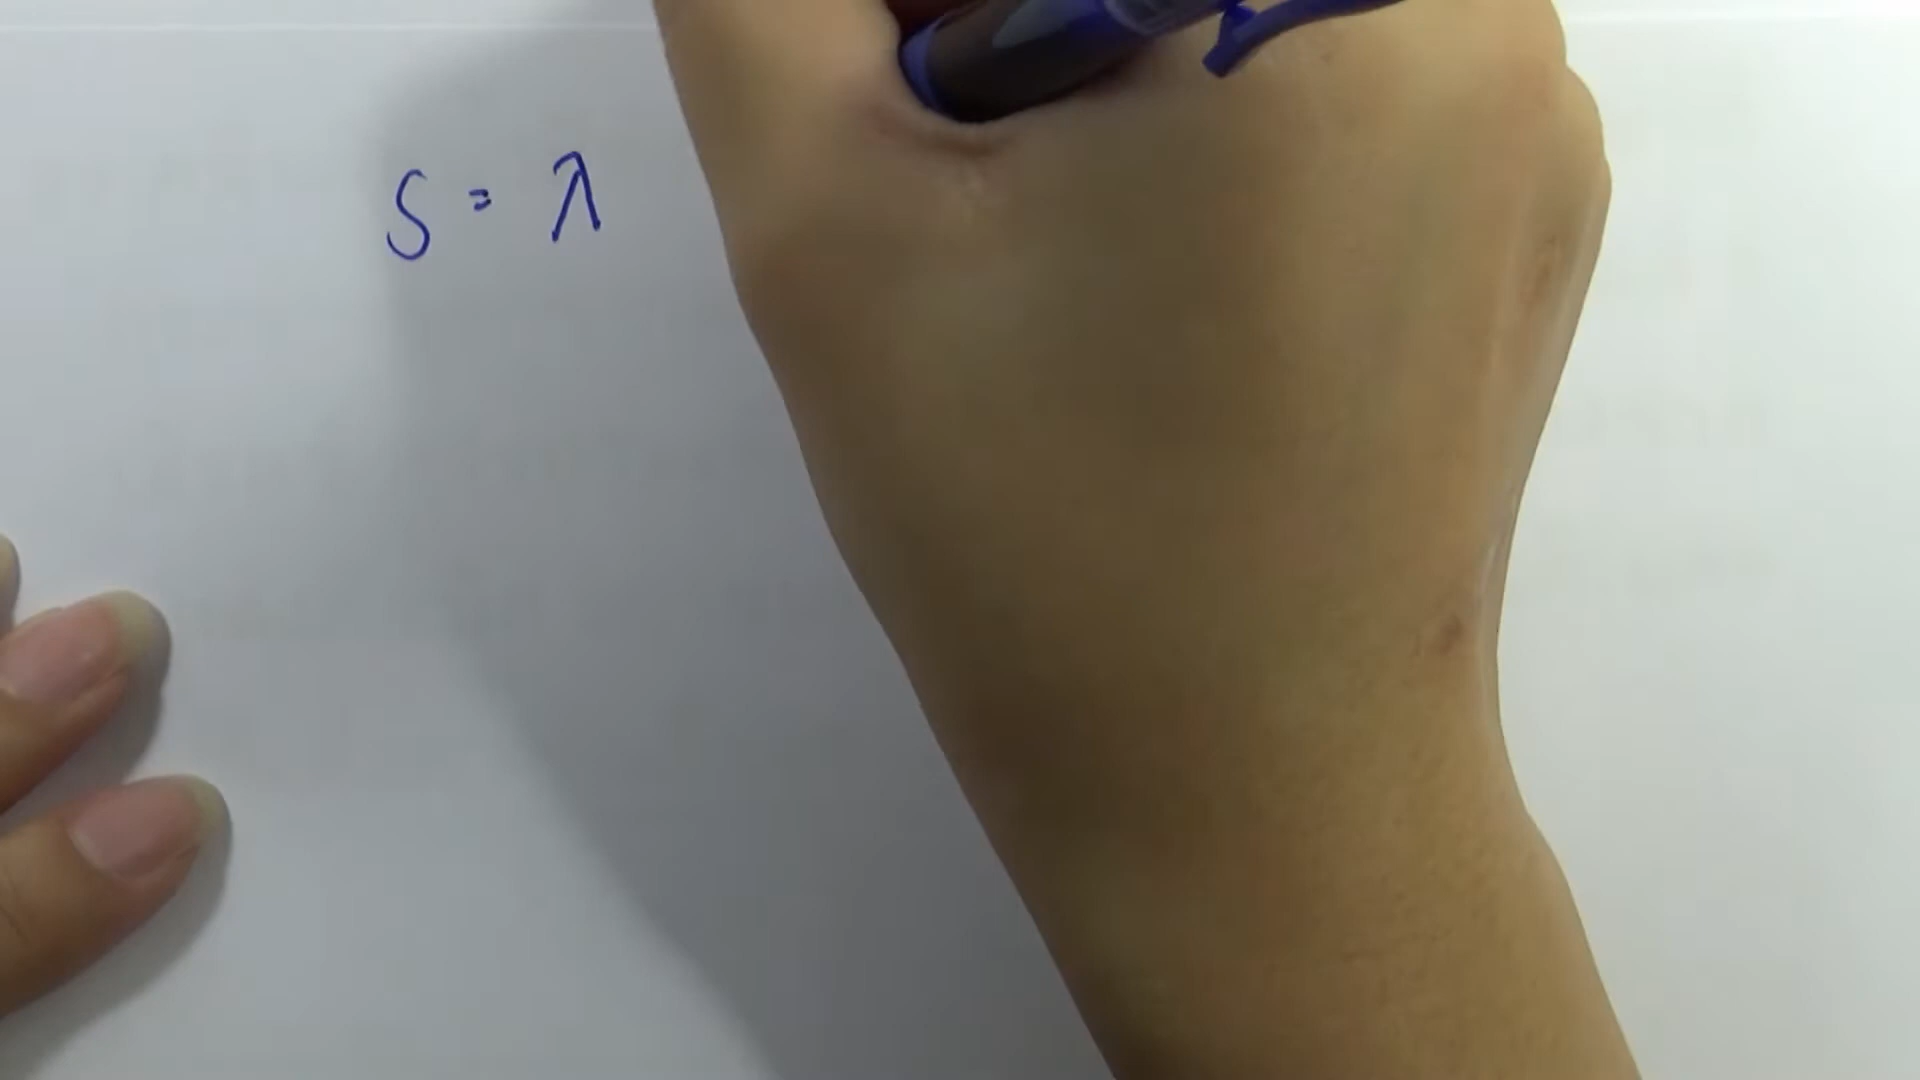 S = λ